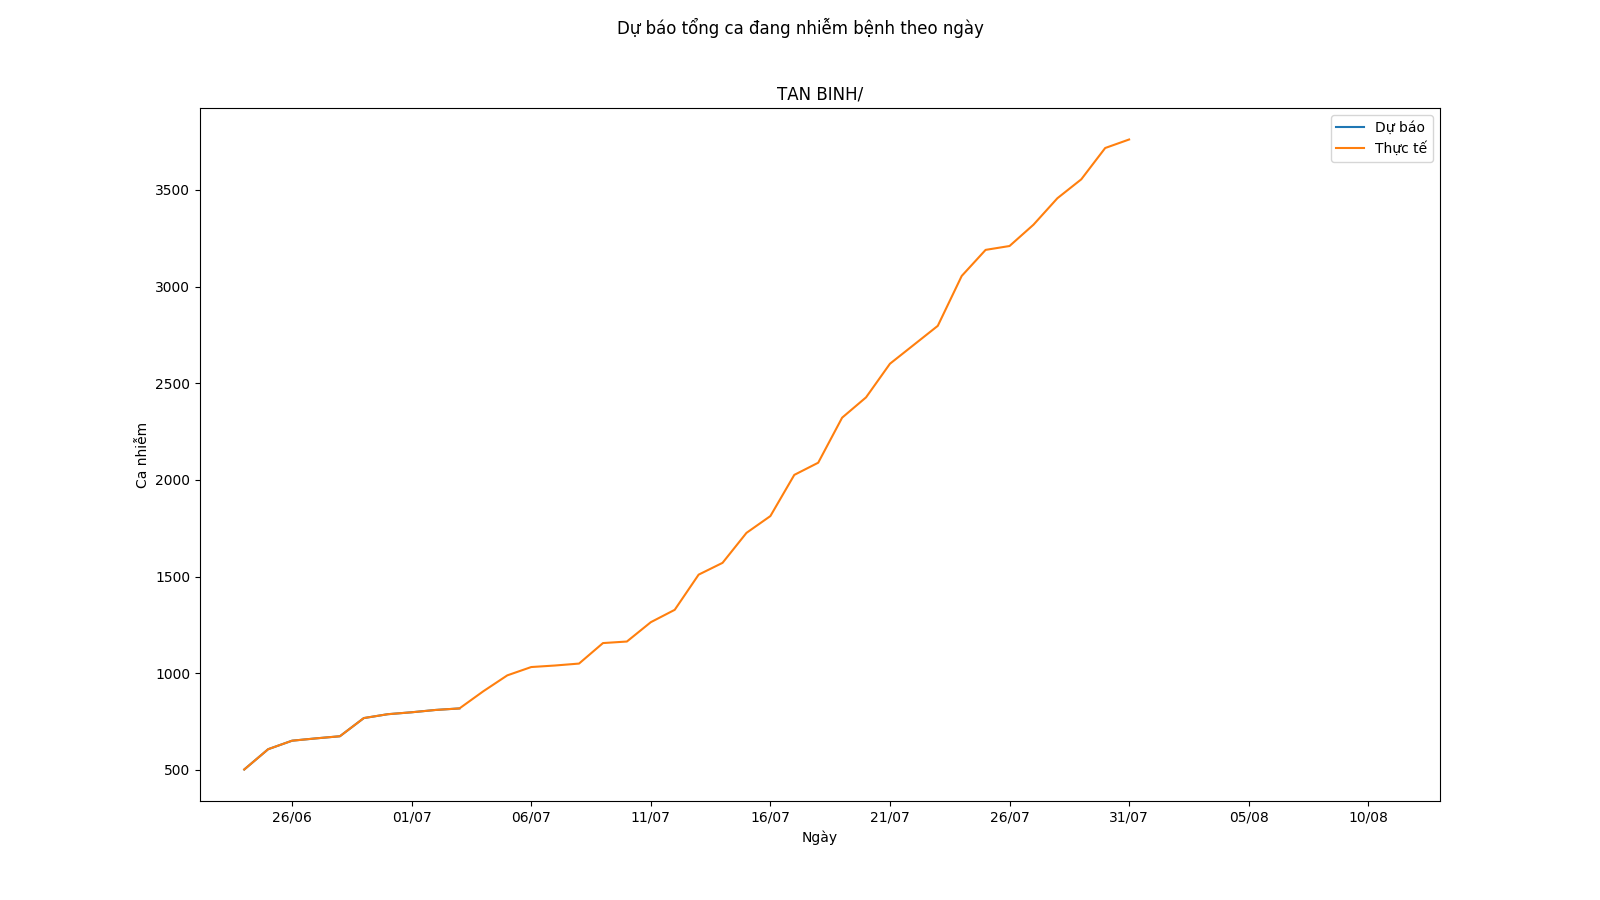 Dự báo tổng ca đang nhiễm bệnh theo ngày
TAN BINH/
Dự báo
Thực tế
3500
3000
2500
2000
1500
1000
500
Ca nhiễm
26/06 01/07 06/07 11/07 16/07 21/07 26/07 31/07 05/08 10/08
Ngày